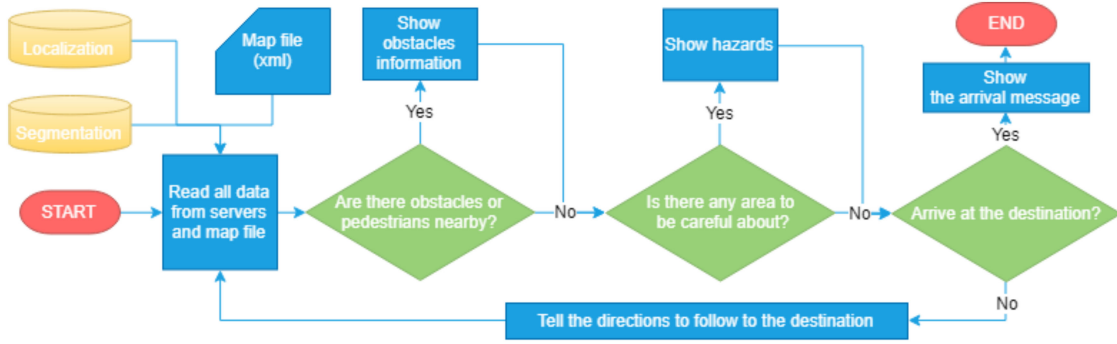 Localization
Segmentation
Map file
(xml)
START
Read all data
from servers
and map file
Show
obstacles
information
Yes
Are there obstacles or
pedestrians nearby?
No
Show hazards
Yes
Is there any area to
be careful about?
No
END
Show
the arrival message
Yes
Arrive at the destination?
No
Tell the directions to follow to the destination